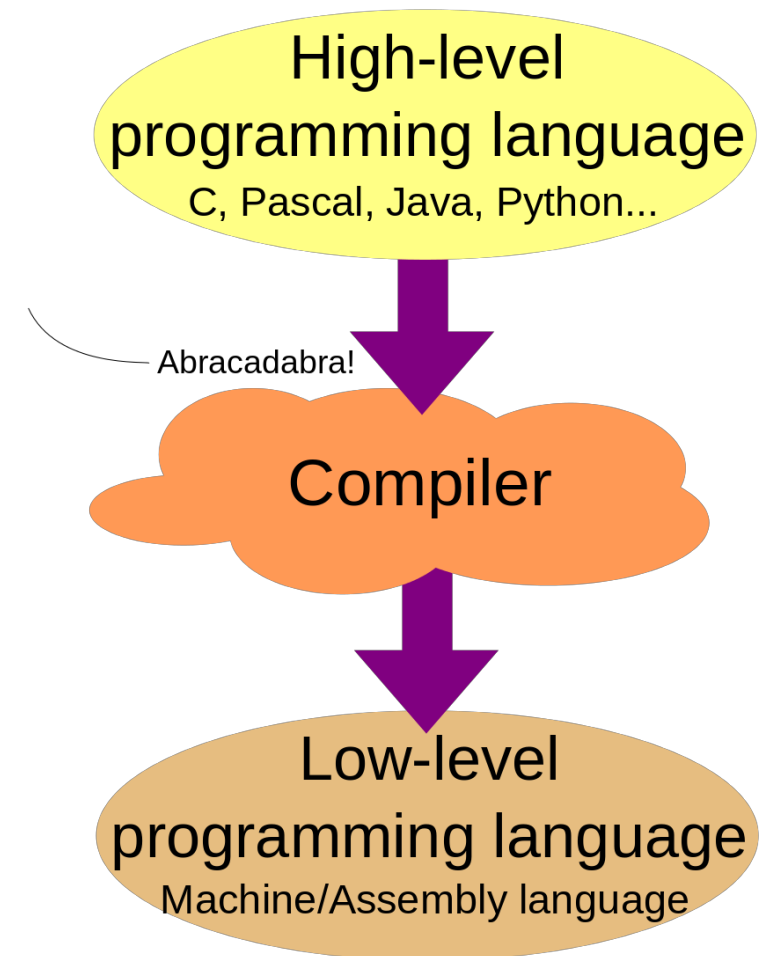 High-level
programming language
C, Pascal, Java, Python...
Abracadabra!
Compiler
Low-level
programming language
Machine/Assembly language